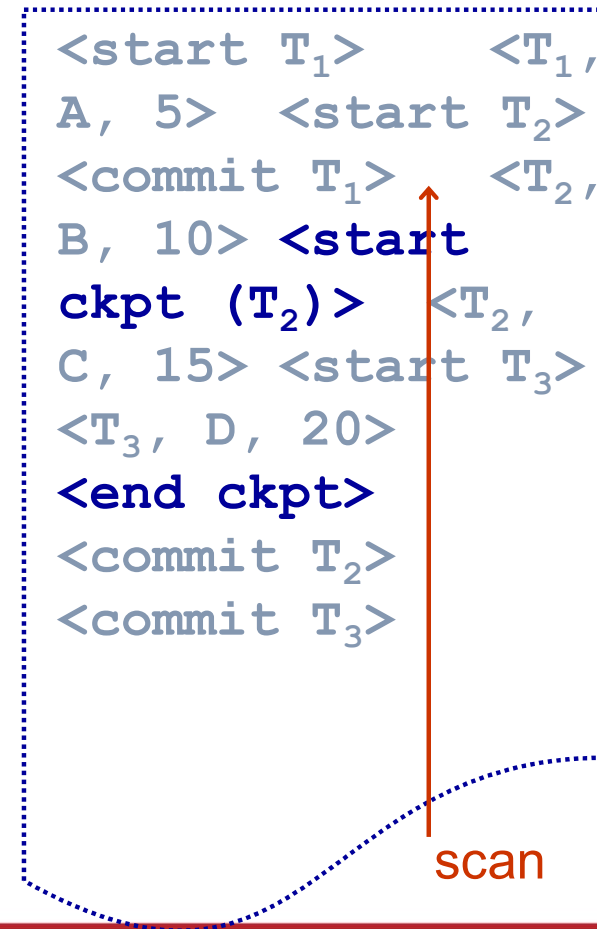 <start T₁> <T₁,
A, 5> <start T₂>
<commit T₁> <T₂,
B, 10> <start
ckpt (T₂)> <T₂,
C, 15> <start T₃>
<T₃, D, 20>
<end ckpt>
<commit T₂>
<commit T₃>
scan